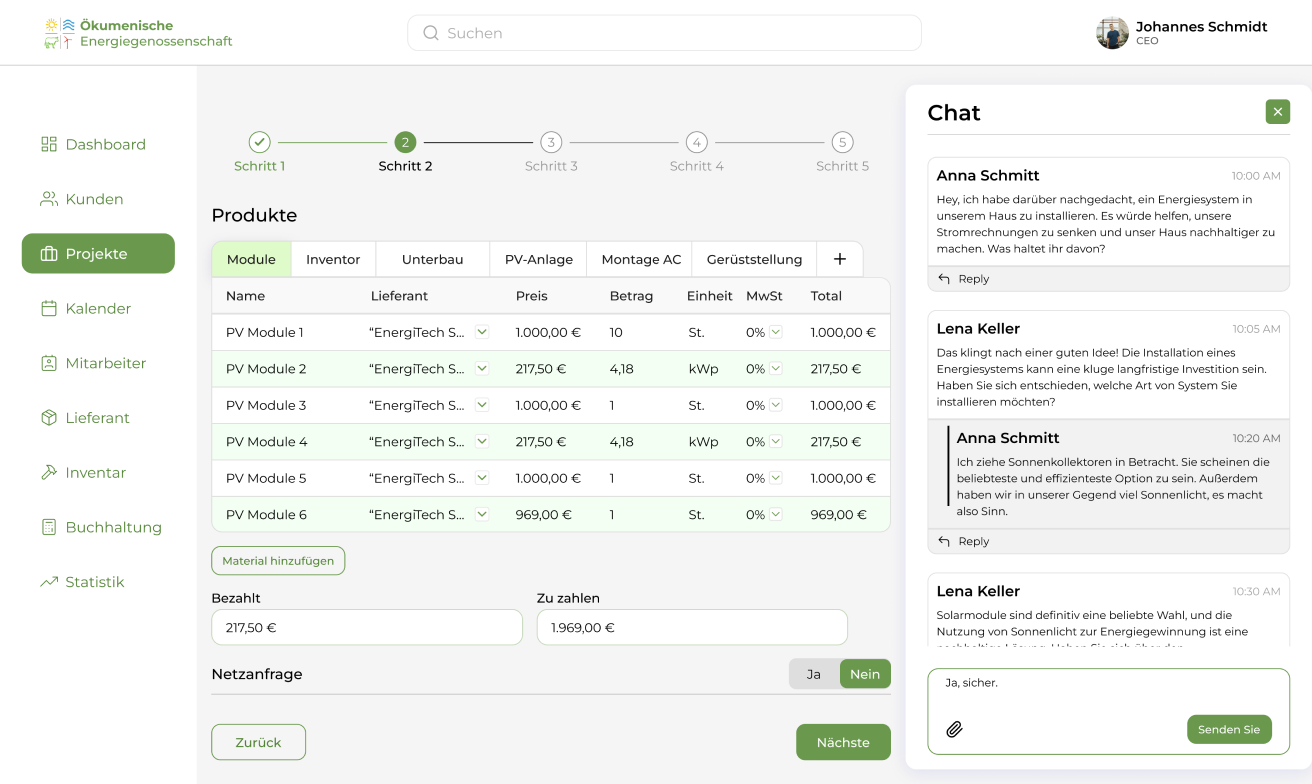 Ökumenische
Energiegenossenschaft
Suchen
Johannes Schmidt
CEO
Dashboard
Kunden
Projekte
Kalender
Mitarbeiter
Lieferant
Inventar
Buchhaltung
Statistik
2 3 4 5
Schritt 1 Schritt 2 Schritt 3 Schritt 4 Schritt 5
Produkte
Module Inventor Unterbau PV-Anlage Montage AC Gerüststellung +
Name Lieferant Preis Betrag Einheit MwSt Total
PV Module 1 “EnergiTech S... 1.000,00 € 10 St. 0% 1.000,00 €
PV Module 2 “EnergiTech S... 217,50 € 4,18 kWp 0% 217,50 €
PV Module 3 “EnergiTech S... 1.000,00 € 1 St. 0% 1.000,00 €
PV Module 4 “EnergiTech S... 217,50 € 4,18 kWp 0% 217,50 €
PV Module 5 “EnergiTech S... 1.000,00 € 1 St. 0% 1.000,00 €
PV Module 6 “EnergiTech S... 969,00 € 1 St. 0% 969,00 €
Material hinzufügen
Bezahlt Zu zahlen
217,50 € 1.969,00 €
Netzanfrage Ja Nein
Zurück Nächste
Chat
Anna Schmitt 10:00 AM
Hey, ich habe darüber nachgedacht, ein Energiesystem in
unserem Haus zu installieren. Es würde helfen, unsere
Stromrechnungen zu senken und unser Haus nachhaltiger zu
machen. Was haltet ihr davon?
Reply
Lena Keller 10:05 AM
Das klingt nach einer guten Idee! Die Installation eines
Energiesystems kann eine kluge langfristige Investition sein.
Haben Sie sich entschieden, welche Art von System Sie
installieren möchten?
Anna Schmitt 10:20 AM
Ich ziehe Sonnenkollektoren in Betracht. Sie scheinen die
beliebteste und effizienteste Option zu sein. Außerdem
haben wir in unserer Gegend viel Sonnenlicht, es macht
also Sinn.
Reply
Lena Keller 10:30 AM
Solarmodule sind definitiv eine beliebte Wahl, und die
Nutzung von Sonnenlicht zur Energiegewinnung ist eine
Ja, sicher.
Senden Sie